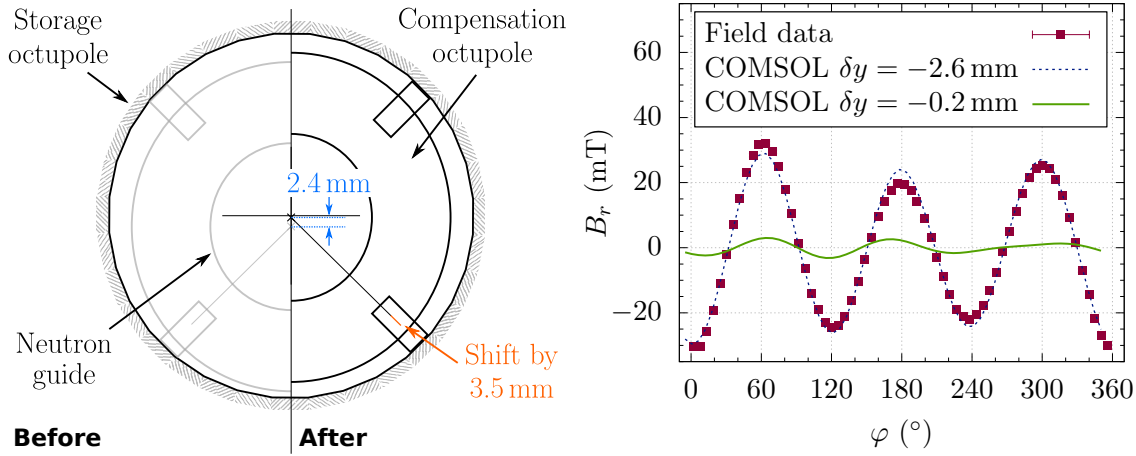 Storage
octupole
Compensation
octupole
2.4 mm
Neutron
guide
Shift by
3.5 mm
Before
After
Field data
COMSOL δy = −2.6 mm
COMSOL δy = −0.2 mm
B_r (mT)
60
40
20
0
−20
0
60
120
180
240
300
360
φ (°)